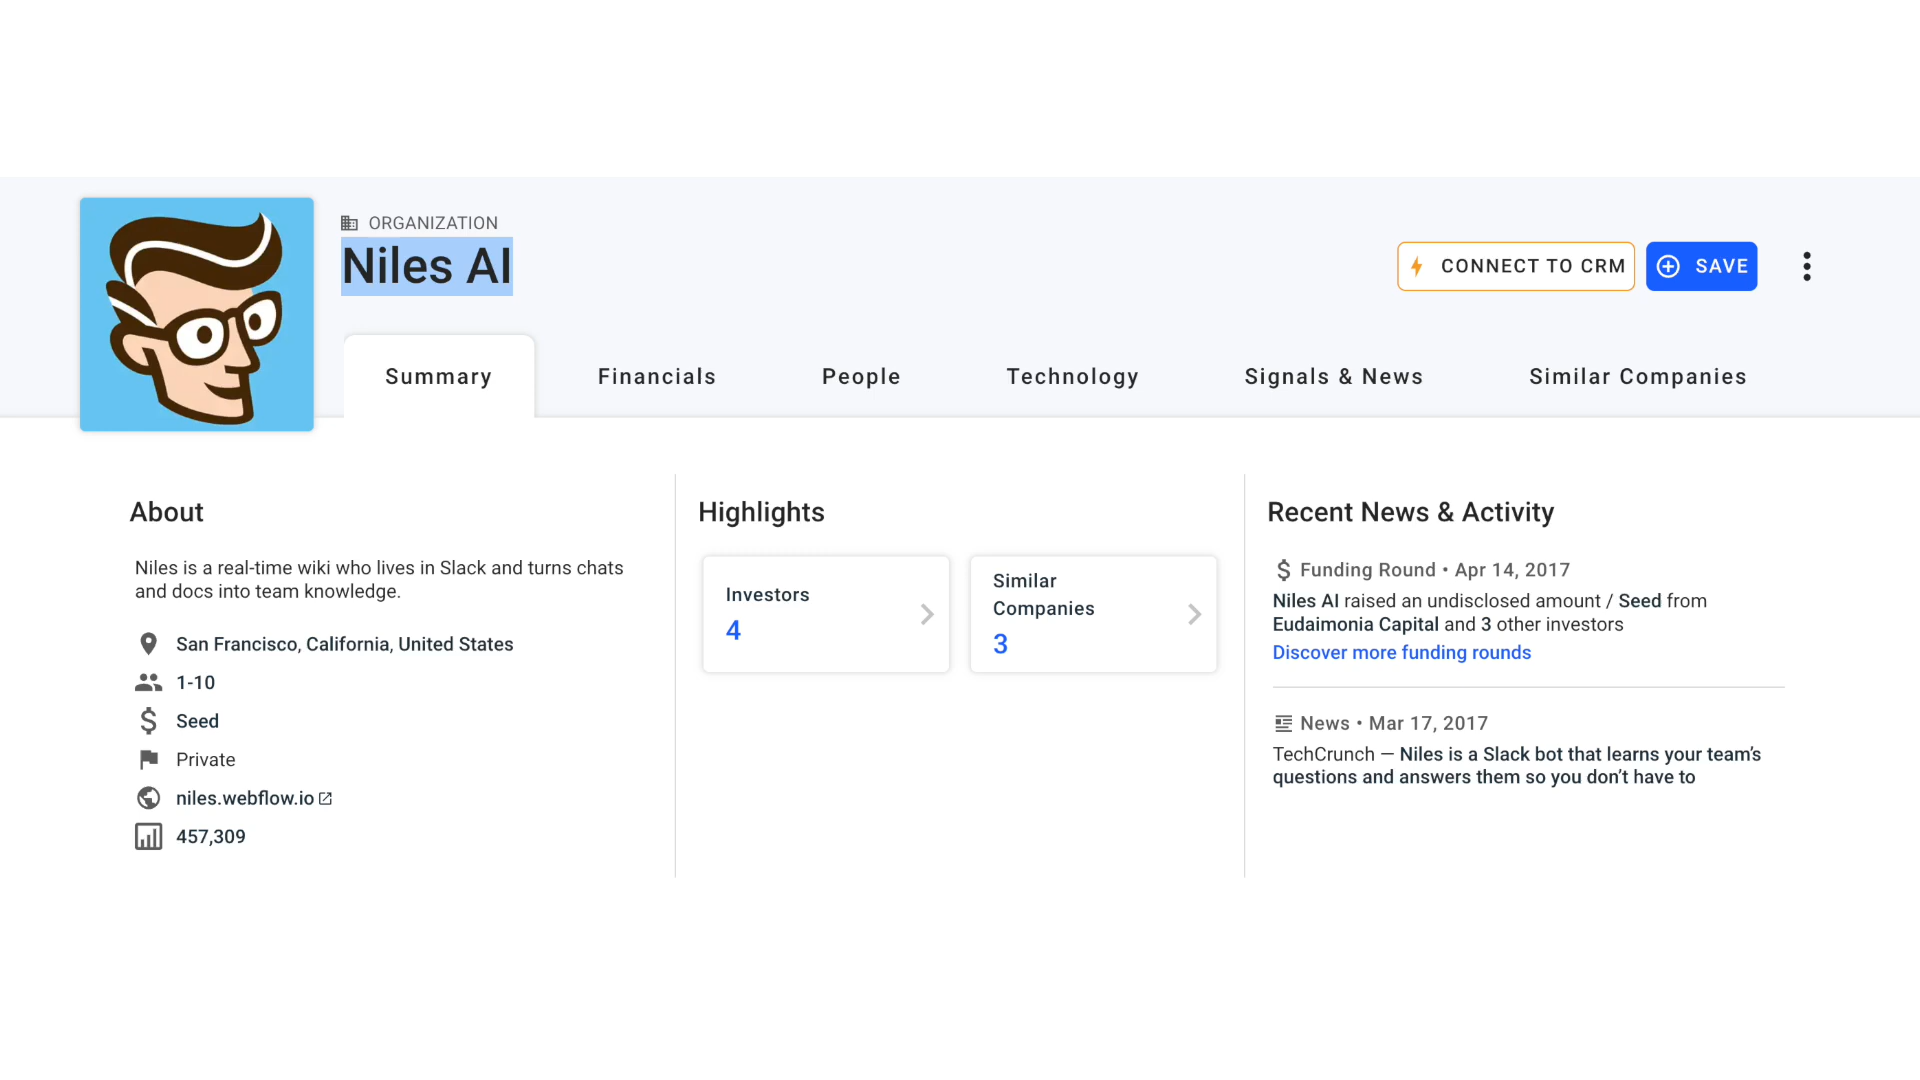 ORGANIZATION
Niles AI
CONNECT TO CRM
SAVE
Summary
Financials
People
Technology
Signals & News
Similar Companies
About
Niles is a real-time wiki who lives in Slack and turns chats
and docs into team knowledge.
San Francisco, California, United States
1-10
Seed
Private
niles.webflow.io
457,309
Highlights
Investors
4
Similar
Companies
3
Recent News & Activity
Funding Round • Apr 14, 2017
Niles AI raised an undisclosed amount / Seed from
Eudaimonia Capital and 3 other investors
Discover more funding rounds
News • Mar 17, 2017
TechCrunch — Niles is a Slack bot that learns your team’s
questions and answers them so you don’t have to